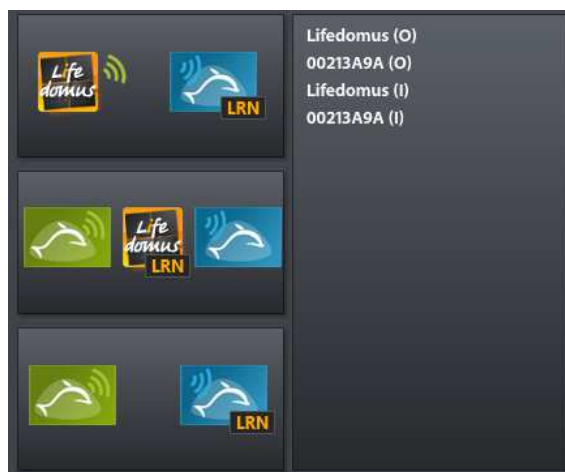 Life
domus
LRN
Life
domus
LRN
LRN
Lifedomus (O)
00213A9A (O)
Lifedomus (I)
00213A9A (I)